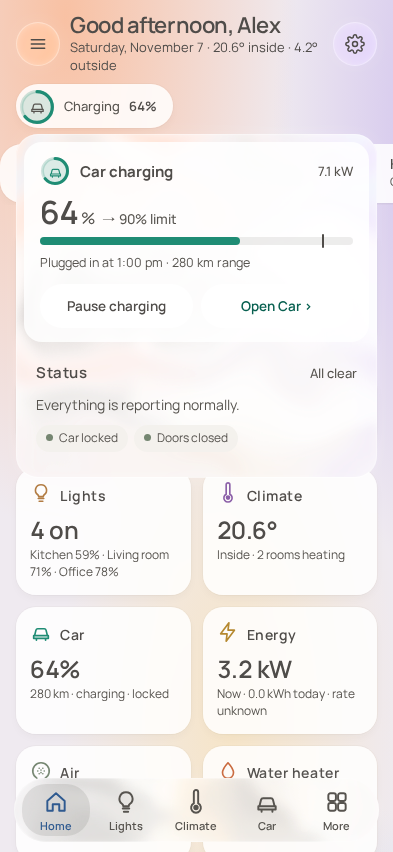 Good afternoon, Alex
Saturday, November 7 · 20.6° inside · 4.2°
outside
Charging 64%
Car charging 7.1 kW
64% → 90% limit
Plugged in at 1:00 pm · 280 km range
Pause charging Open Car ›
Status All clear
Everything is reporting normally.
Car locked Doors closed
Lights Climate
4 on 20.6°
Kitchen 59% · Living room Inside · 2 rooms heating
71% · Office 78%
Car Energy
64% 3.2 kW
280 km · charging · locked Now · 0.0 kWh today · rate
unknown
Air Water heater
Home Lights Climate Car More